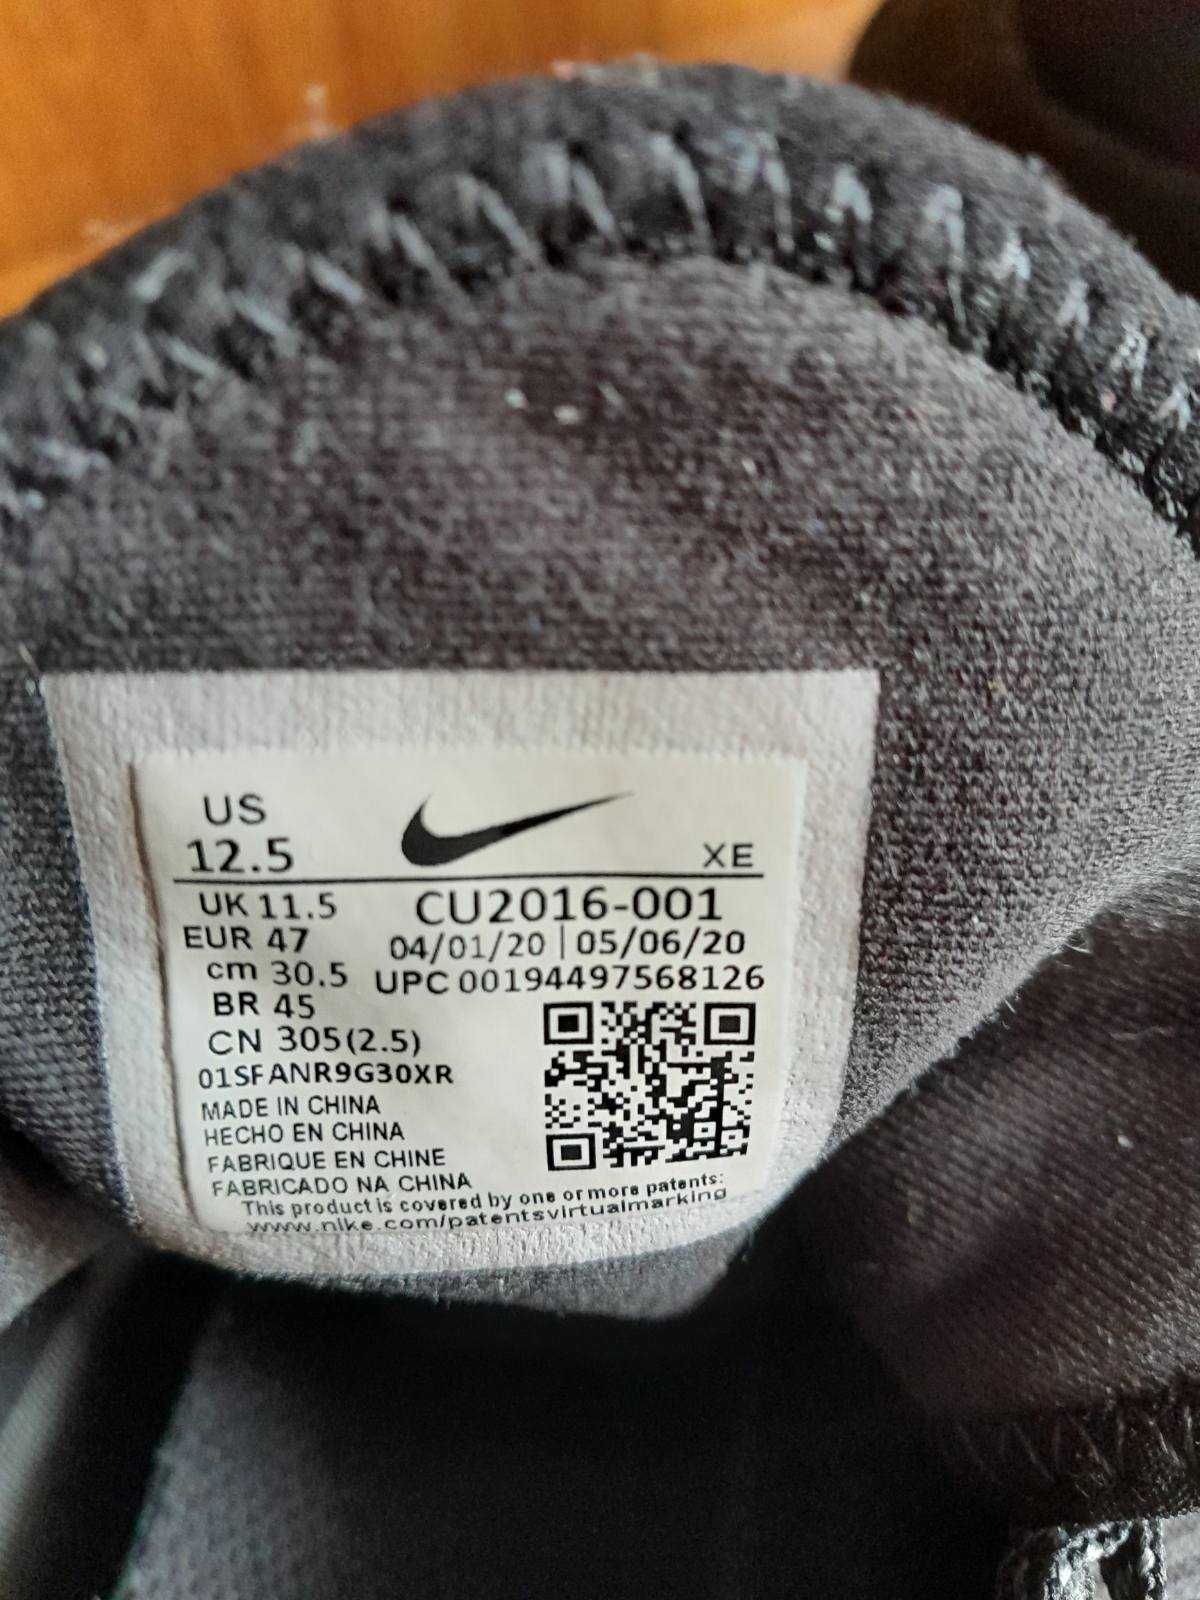 US
12.5
XE
UK 11.5
CU2016-001
EUR 47
04/01/20 | 05/06/20
cm 30.5
UPC 00194497568126
BR 45
CN 305(2.5)
01SFANR9G30XR
MADE IN CHINA
HECHO EN CHINA
FABRIQUE EN CHINE
FABRICADO NA CHINA
This product is covered by one or more patents:
www.nike.com/patentsvirtualmarking